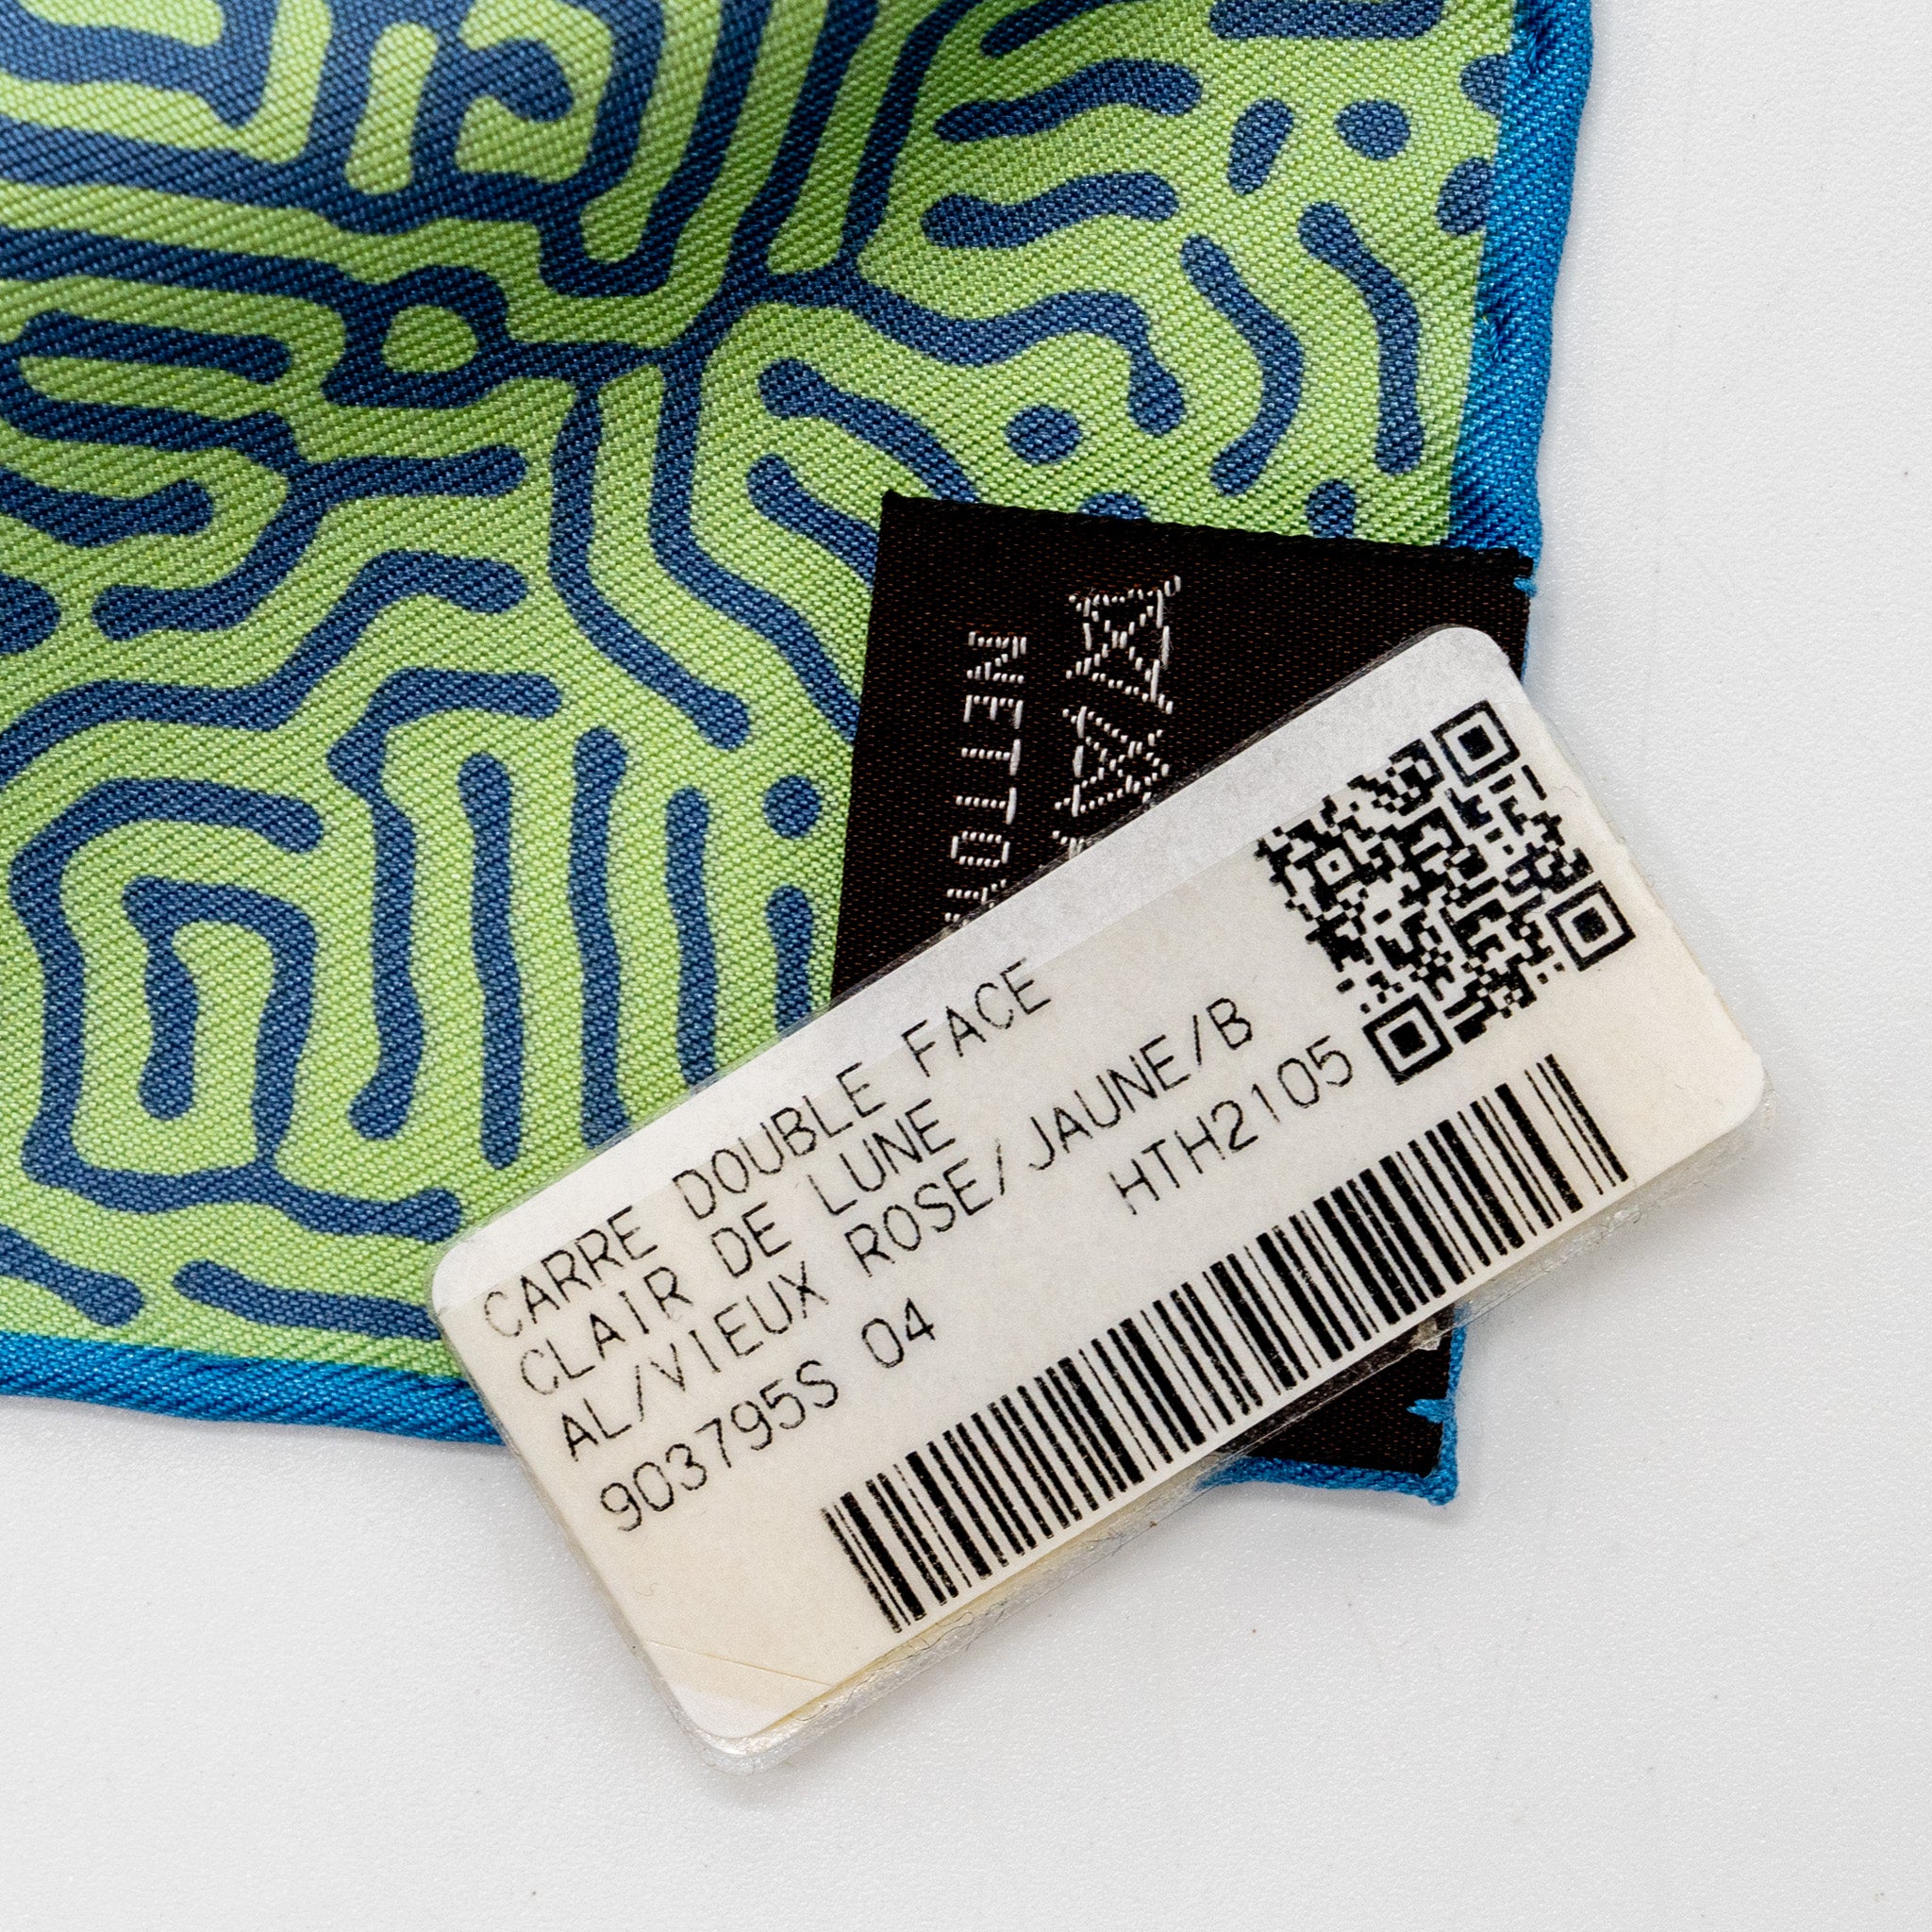 CARRE DOUBLE FACE
CLAIR DE LUNE
AL/VIEUX ROSE/JAUNE/B
903795S 04 HTH2105